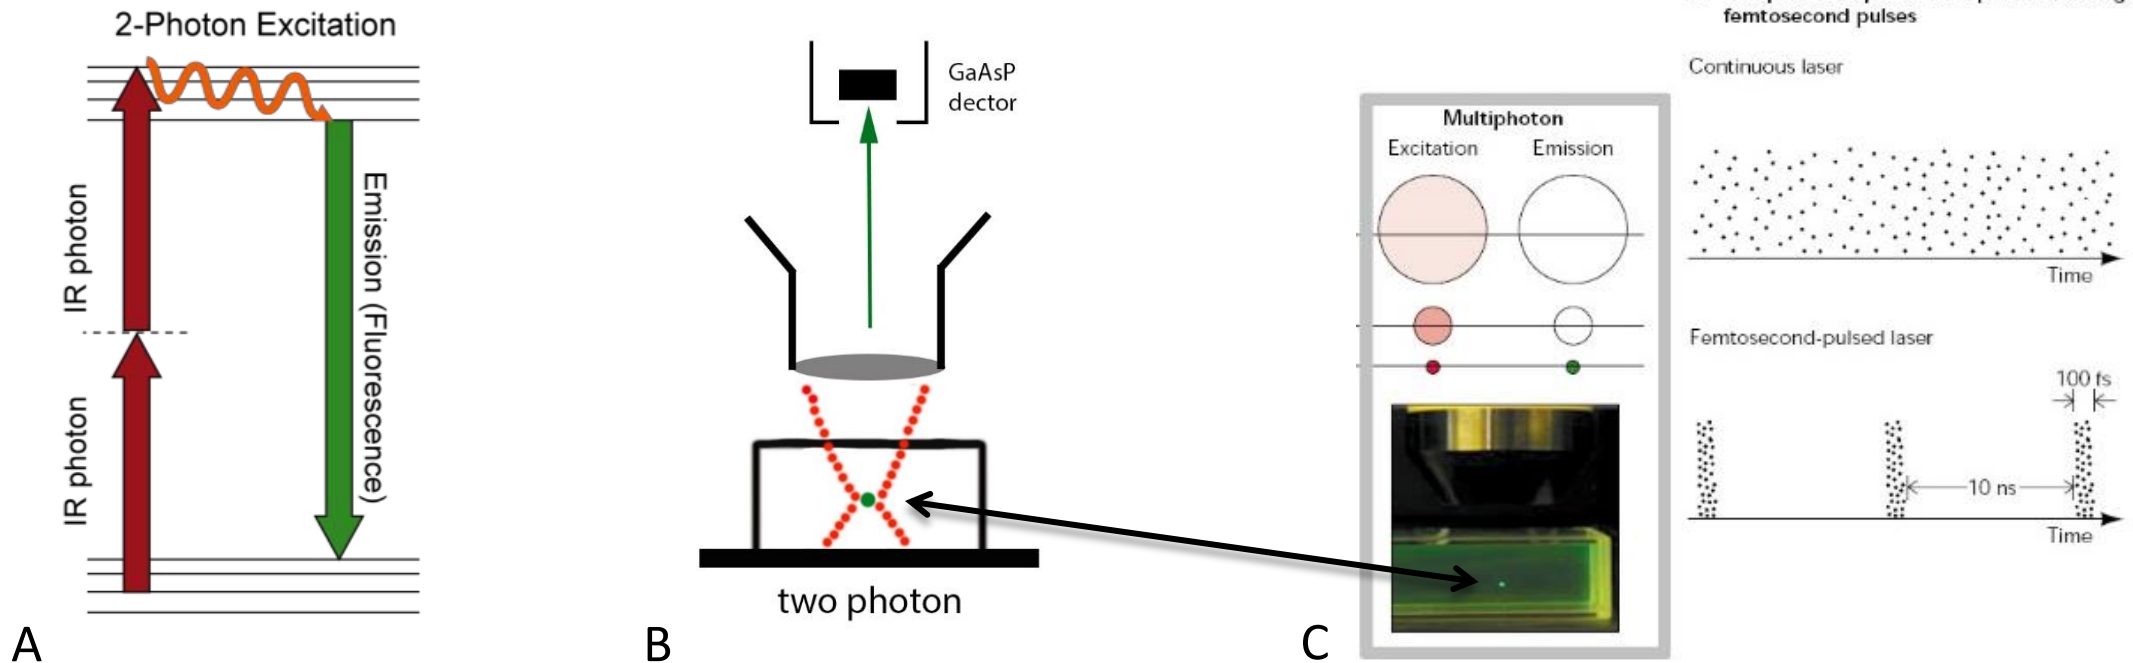 2-Photon Excitation
IR photon
IR photon
Emission (Fluorescence)
A
GaAsP
dector
two photon
B
Multiphoton
Excitation
Emission
C
femtosecond pulses
Continuous laser
Time
Femtosecond-pulsed laser
100 fs
10 ns
Time